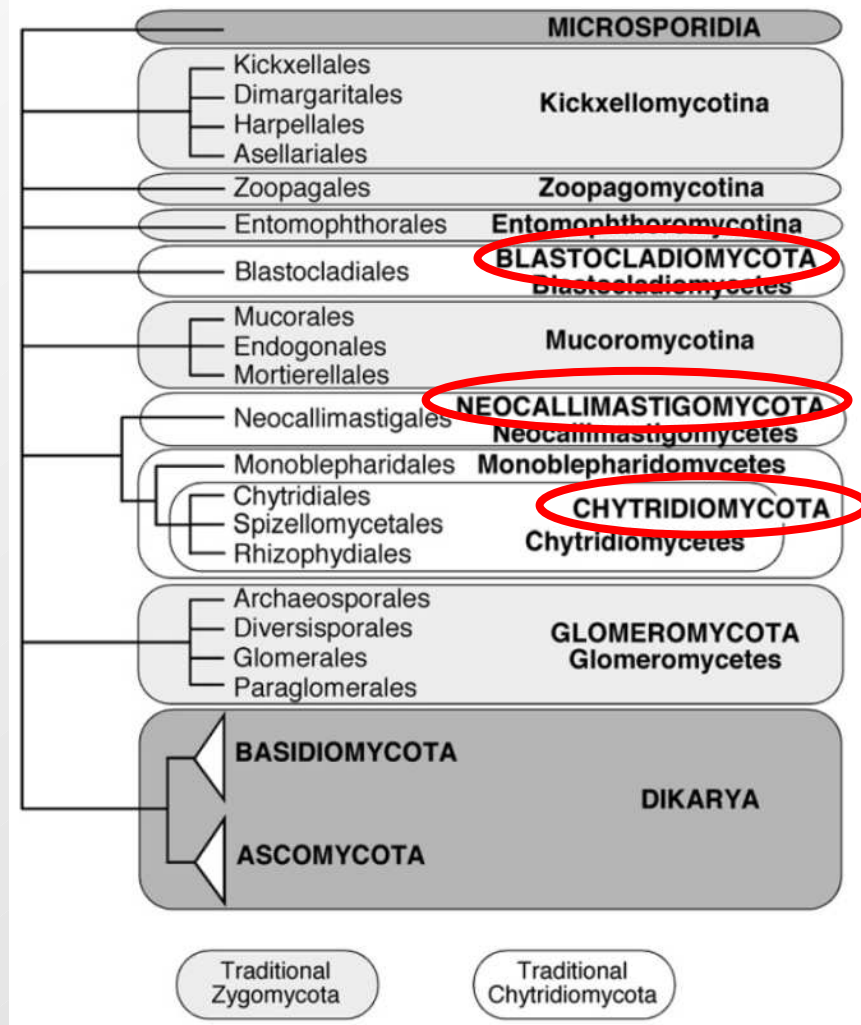 MICROSPORIDIA
Kickxellales
Dimargaritales
Kickxellomycotina
Harpellales
Asellariales
Zoopagales Zoopagomycotina
Entomophthorales Entomophthoromycotina
BLASTOCLADIOMYCOTA
Blastocladiales
Blastocladiomycetes
Mucorales
Endogonales Mucoromycotina
Mortierellales
NEOCALLIMASTIGOMYCOTA
Neocallimastigales
Neocallimastigomycetes
Monoblepharidales Monoblepharidomycetes
Chytridiales
CHYTRIDIOMYCOTA
Spizellomycetales
Chytridiomycetes
Rhizophydiales
Archaeosporales
Diversisporales
GLOMEROMYCOTA
Glomerales
Glomeromycetes
Paraglomerales
BASIDIOMYCOTA
DIKARYA
ASCOMYCOTA
Traditional
Zygomycota
Traditional
Chytridiomycota